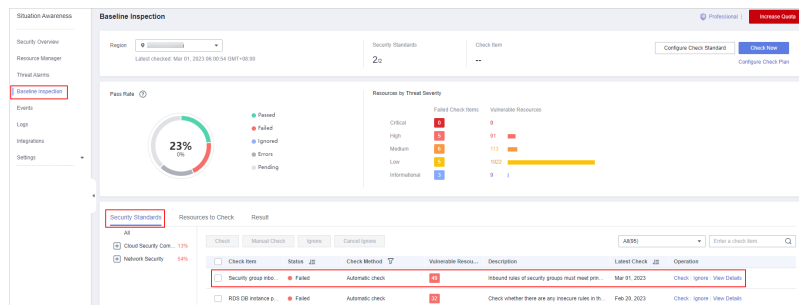 Situation Awareness
Baseline Inspection
Professional
Increase Quota
Security Overview
Resource Manager
Threat Alarms
Baseline Inspection
Events
Logs
Integrations
Settings
Region
Latest checked: Mar 01, 2023 06:08:54 GMT+08:00
Security Standards
2/2
Check Item
--
Configure Check Standard
Check Now
Configure Check Plan
Pass Rate
23%
0%
Passed
Failed
Ignored
Errors
Pending
Resources by Threat Severity
Failed Check Items Vulnerable Resources
Critical 0 0
High 5 91
Medium 6 113
Low 5 1022
Informational 3 9
Security Standards Resources to Check Result
All
Cloud Security Com... 13%
Network Security 54%
Check Manual Check Ignore Cancel Ignore All(95) Enter a check item
Check Item Status Check Method Vulnerable Resou... Description Latest Check Operation
Security group inbo... Failed Automatic check 49 Inbound rules of security groups must meet prin... Mar 01, 2023 Check Ignore View Details
RDS DB instance p... Failed Automatic check 32 Check whether there are any insecure rules in th... Feb 20, 2023 Check Ignore View Details